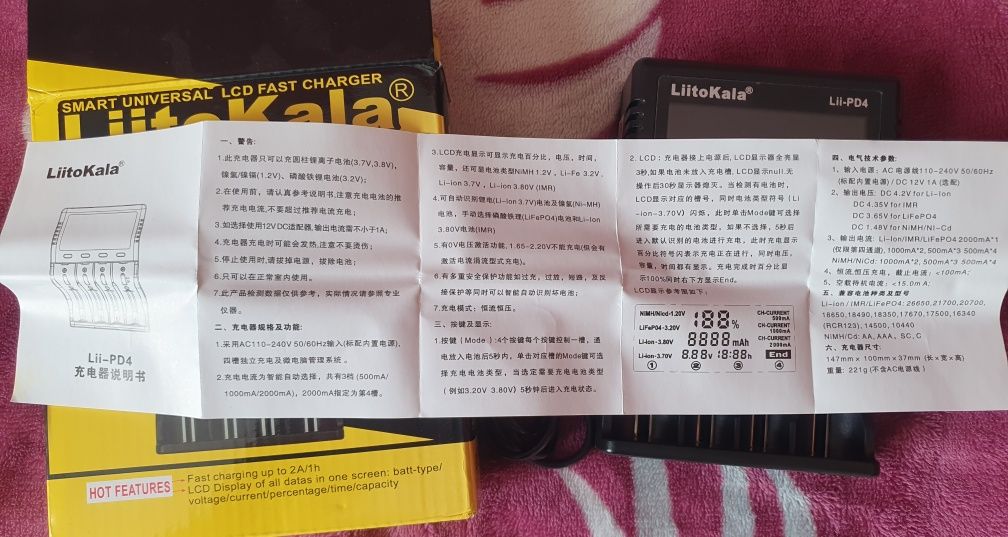 SMART UNIVERSAL LCD FAST CHARGER
LiitoKala®
LiitoKala®
Lii-PD4
LiitoKala®
Lii-PD4
充电器说明书
一、警告:
1.此充电器只可以充圆柱锂离子电池(3.7V,3.8V),
镍氢/镍镉(1.2V)、磷酸铁锂电池(3.2V);
2.在使用前,请认真参考说明书,注意充电电池的推
荐充电电流,不要超过推荐电流充电;
3.如选择使用12V DC适配器,输出电流需不小于1A;
4.充电器充电时可能会发热,注意不要烫伤;
5.停止使用时,请拔掉电源,拔除电池;
6.只可以在正常室内使用。
7.此产品检测数据仅供参考,实际情况请参照专业
仪器。
二、充电器规格及功能:
1.采用AC110-240V 50/60HZ输入(标配内置电源),
四槽独立充电及微电脑管理系统。
2.充电电流为智能自动选择，共有3档 (500mA/
1000mA/2000mA)，2000mA指定为第4槽。
3.LCD充电显示可显示充电百分比，电压，时间，
容量，还可显电池类型NiMH 1.2V，Li-Fe 3.2V，
Li-ion 3.7V，Li-ion 3.80V (IMR)
4.可自动识别锂电(Li-ion 3.7V)电池及镍氢(Ni-MH)
电池，手动选择磷酸铁锂(LiFePO4)电池和Li-Ion
3.80V电池(IMR)
5.有0V电压激活功能, 1.65-2.20V不能充电(但会有
激活电流涓流型式充电)。
6.有多重安全保护功能如过充，过放，短路，及反
接保护等同时可以智能自动识别坏电池;
7.充电模式：恒流恒压。
三、按键及显示:
1.按键 (Mode):4个按键每个按键控制一槽，通
电放入电池后5秒内，单击对应槽的Mode键可选
择充电电池类型，当选定需要充电电池类型
(例如3.20V 3.80V) 5秒钟后进入充电状态。
2. LCD：充电器接上电源后,LCD显示器全亮显
3秒,如果电池未放入充电槽, LCD显示null,无
操作后30秒显示器熄灭。当检测有电池时，
LCD显示对应的槽号，同时电池类型符号 (Li
-ion-3.70V) 闪烁，此时单击Mode键可选择
所需要充的电池类型，如果不选择，5秒后
进入默认识别的电池进行充电，此时充电显示
百分比符号闪表示充电正在进行，同时电压,
容量，时间都有显示。充电完成时百分比显
示100%同时右下方显示End。
LCD显示参考图如下：
NiMH/Nicd-1.20V
LiFePO4-3.20V
Li-ion-3.80V
Li-ion-3.70V
188%
8888mAh
8.88V 18:88h
CH-CURRENT
500mA
CH-CURRENT
1000mA
CH-CURRENT
2000mA
End
① ② ③ ④
四、电气技术参数:
1、输入电源: AC 电源线110-240V 50/60HZ
(标配内置电源) / DC 12V 1A (选配)
2、输出电压: DC 4.2V for Li-Ion
DC 4.35V for IMR
DC 3.65V for LiFePO4
DC 1.48V for NiMH/Ni-Cd
3、输出电流: Li-Ion/IMR/LiFePO4 2000mA*1
(仅限第四通道), 1000mA*2,500mA*3 500mA*4
NiMH/NiCd: 1000mA*2, 500mA*3 500mA*4
4、恒流,恒压充电，截止电流: <100mA;
5、空载待机电流: <15.0mA;
五、兼容电池种类及型号
Li-ion / IMR/LiFePO4: 26650,21700,20700,
18650,18490,18350,17670,17500,16340
(RCR123), 14500, 10440
NiMH/Cd: AA, AAA, SC, C
六、充电器尺寸:
147mm × 100mm × 37mm (长×宽×高)
重量: 221g (不含AC电源线)
HOT FEATURES
Fast charging up to 2A/1h
LCD Display of all datas in one screen: batt-type/
voltage/current/percentage/time/capacity